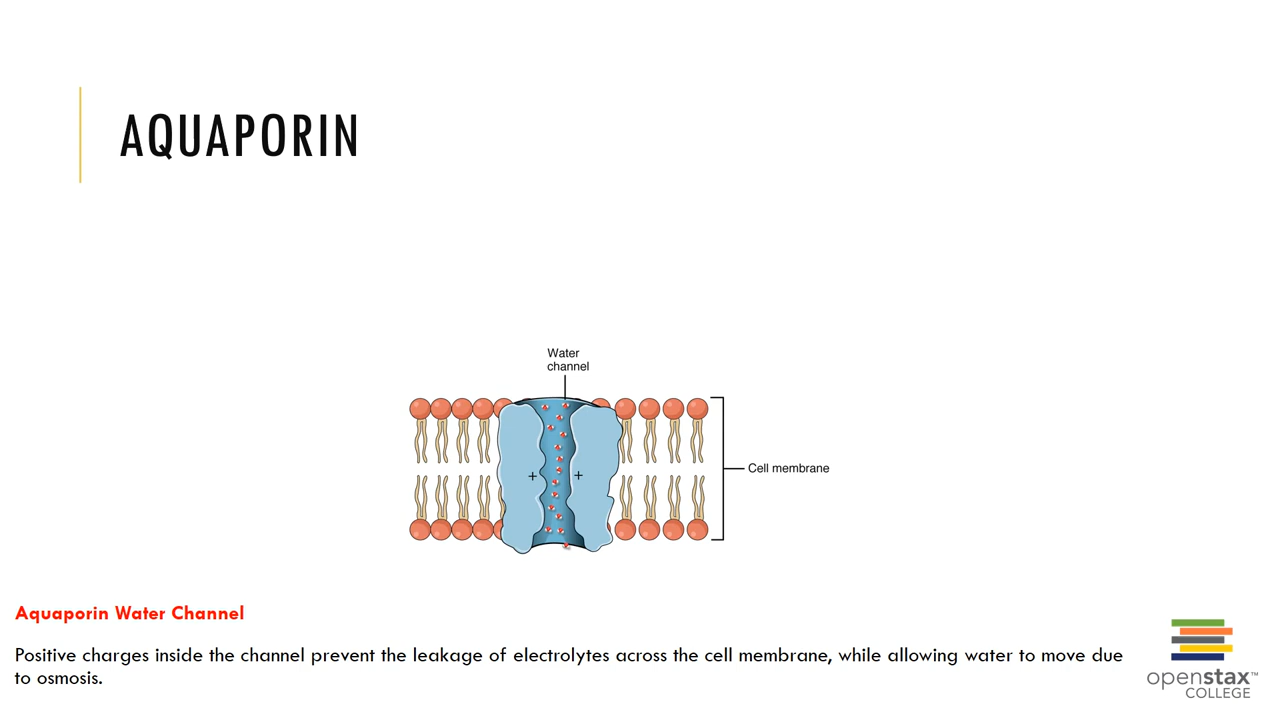 AQUAPORIN
Water
channel
+ +
Cell membrane
Aquaporin Water Channel
Positive charges inside the channel prevent the leakage of electrolytes across the cell membrane, while allowing water to move due
to osmosis.
openstax™
COLLEGE